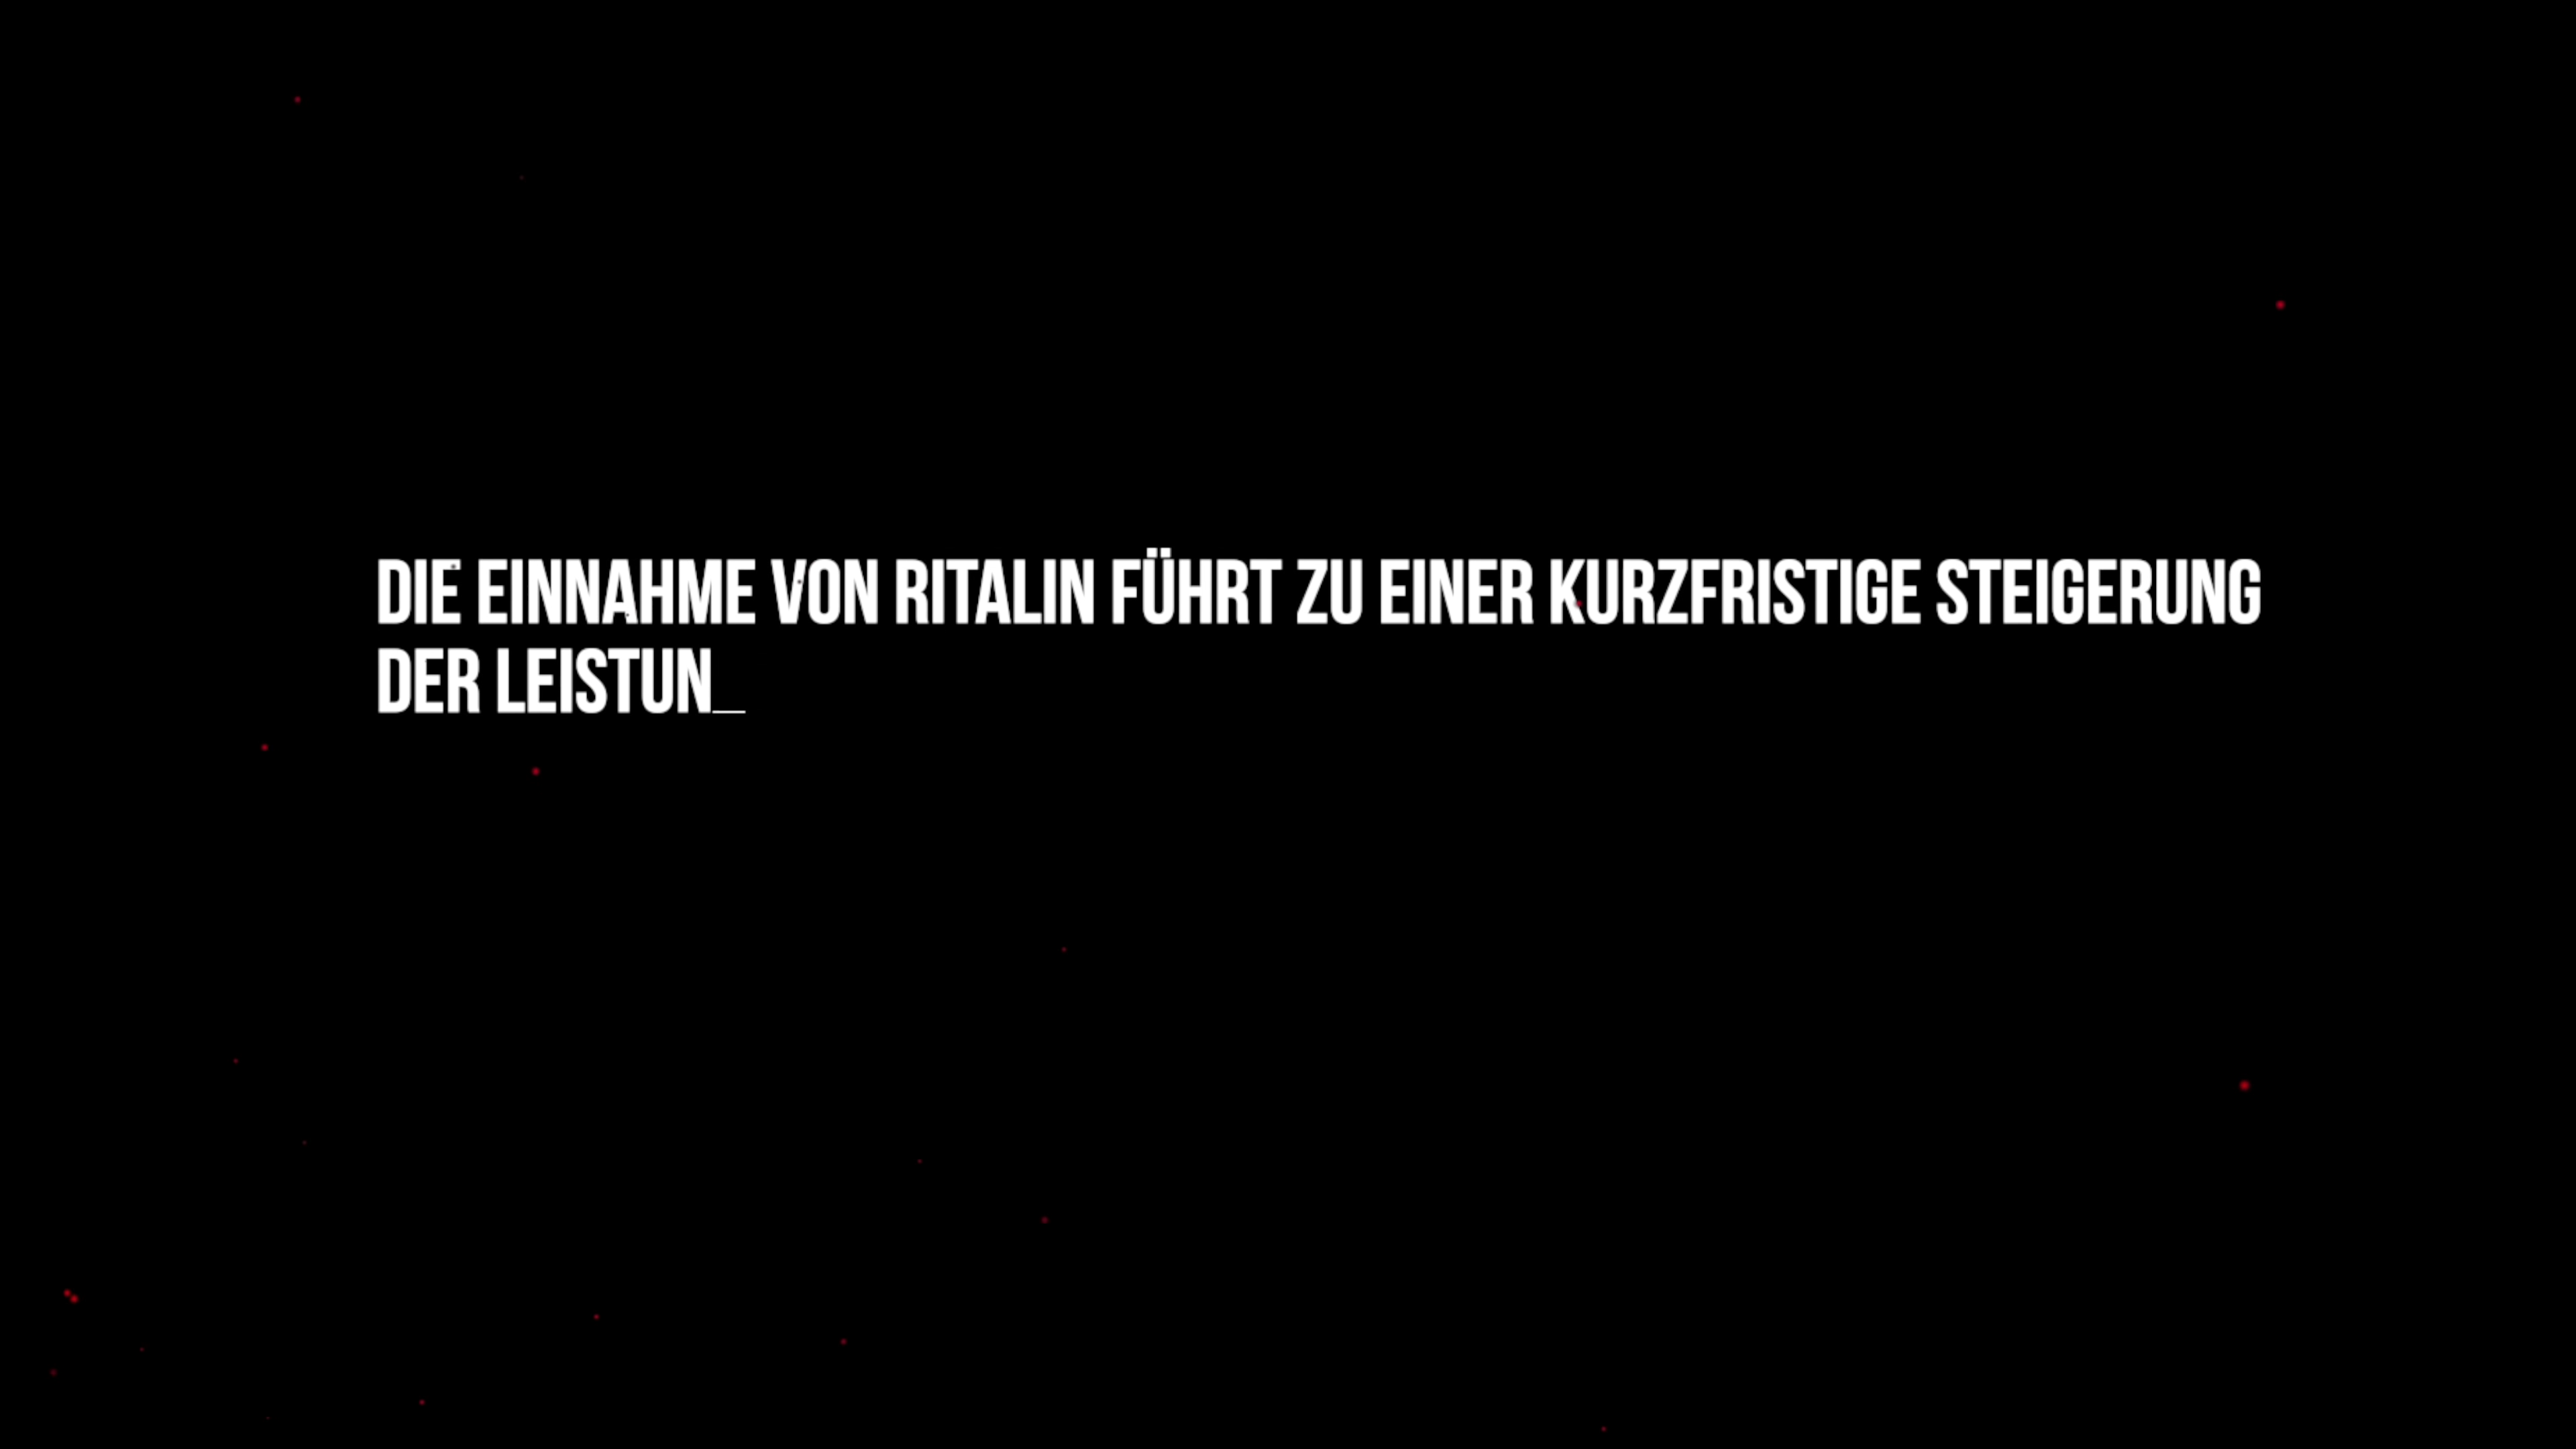 DIE EINNAHME VON RITALIN FÜHRT ZU EINER KURZFRISTIGE STEIGERUNG
DER LEISTUN_